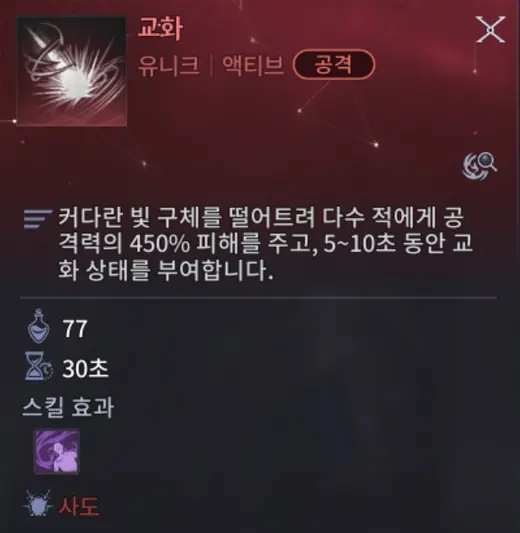 교화
유니크 | 액티브 공격
커다란 빛 구체를 떨어트려 다수 적에게 공
격력의 450% 피해를 주고, 5~10초 동안 교
화 상태를 부여합니다.
77
30초
스킬 효과
사도